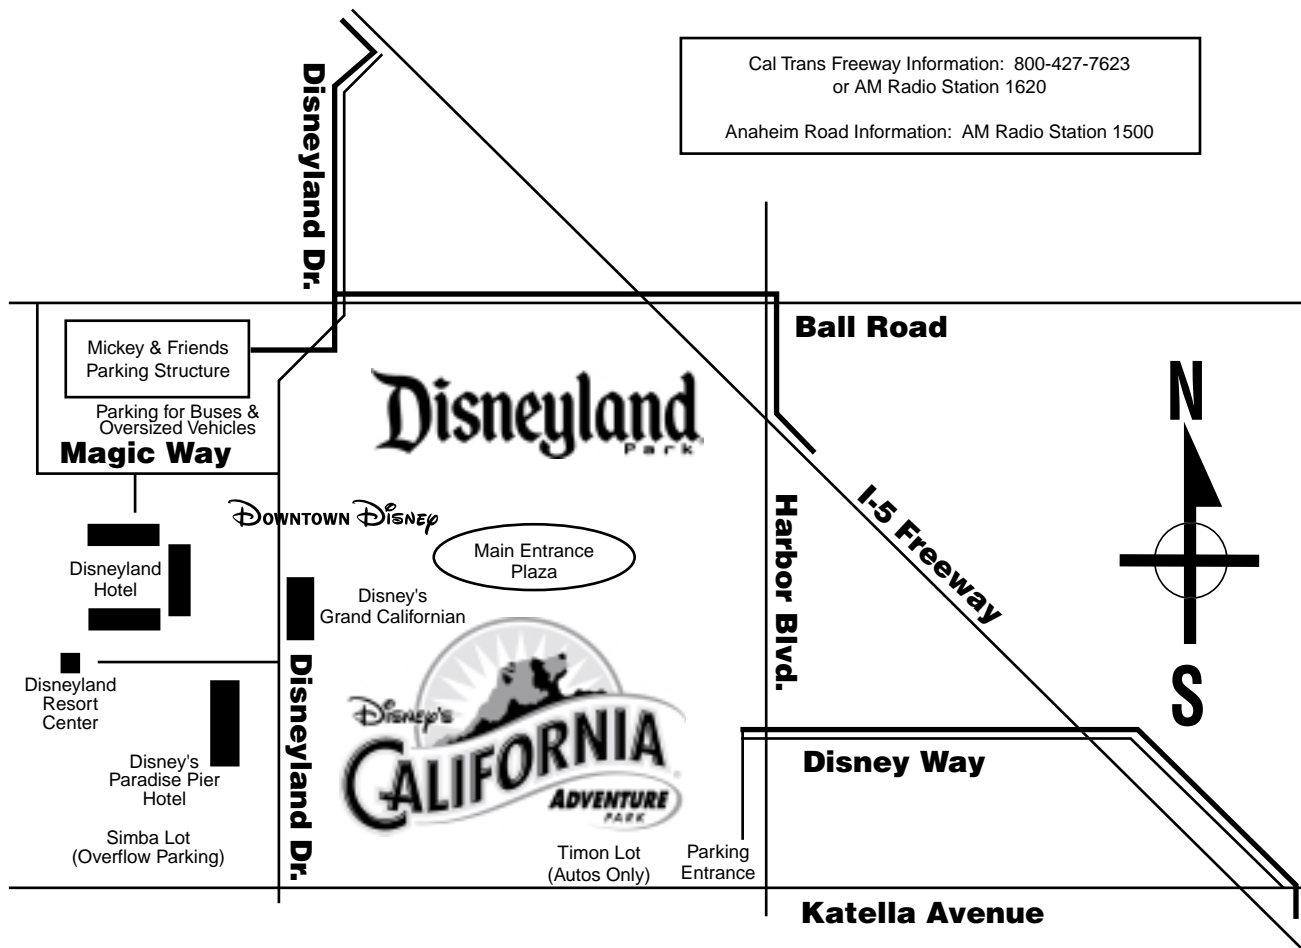 Cal Trans Freeway Information:  800-427-7623
or AM Radio Station 1620
Anaheim Road Information:  AM Radio Station 1500
Disneyland Dr.
Ball Road
Mickey & Friends
Parking Structure
Parking for Buses &
Oversized Vehicles
Magic Way
Disneyland
Park
N
Downtown Disney
Main Entrance
Plaza
Harbor Blvd.
I-5 Freeway
Disneyland
Hotel
Disney's
Grand Californian
Disneyland
Resort
Center
Disneyland Dr.
S
Disney's
CALIFORNIA
ADVENTURE
PARK
Disney Way
Disney's
Paradise Pier
Hotel
Simba Lot
(Overflow Parking)
Timon Lot
(Autos Only)
Parking
Entrance
Katella Avenue